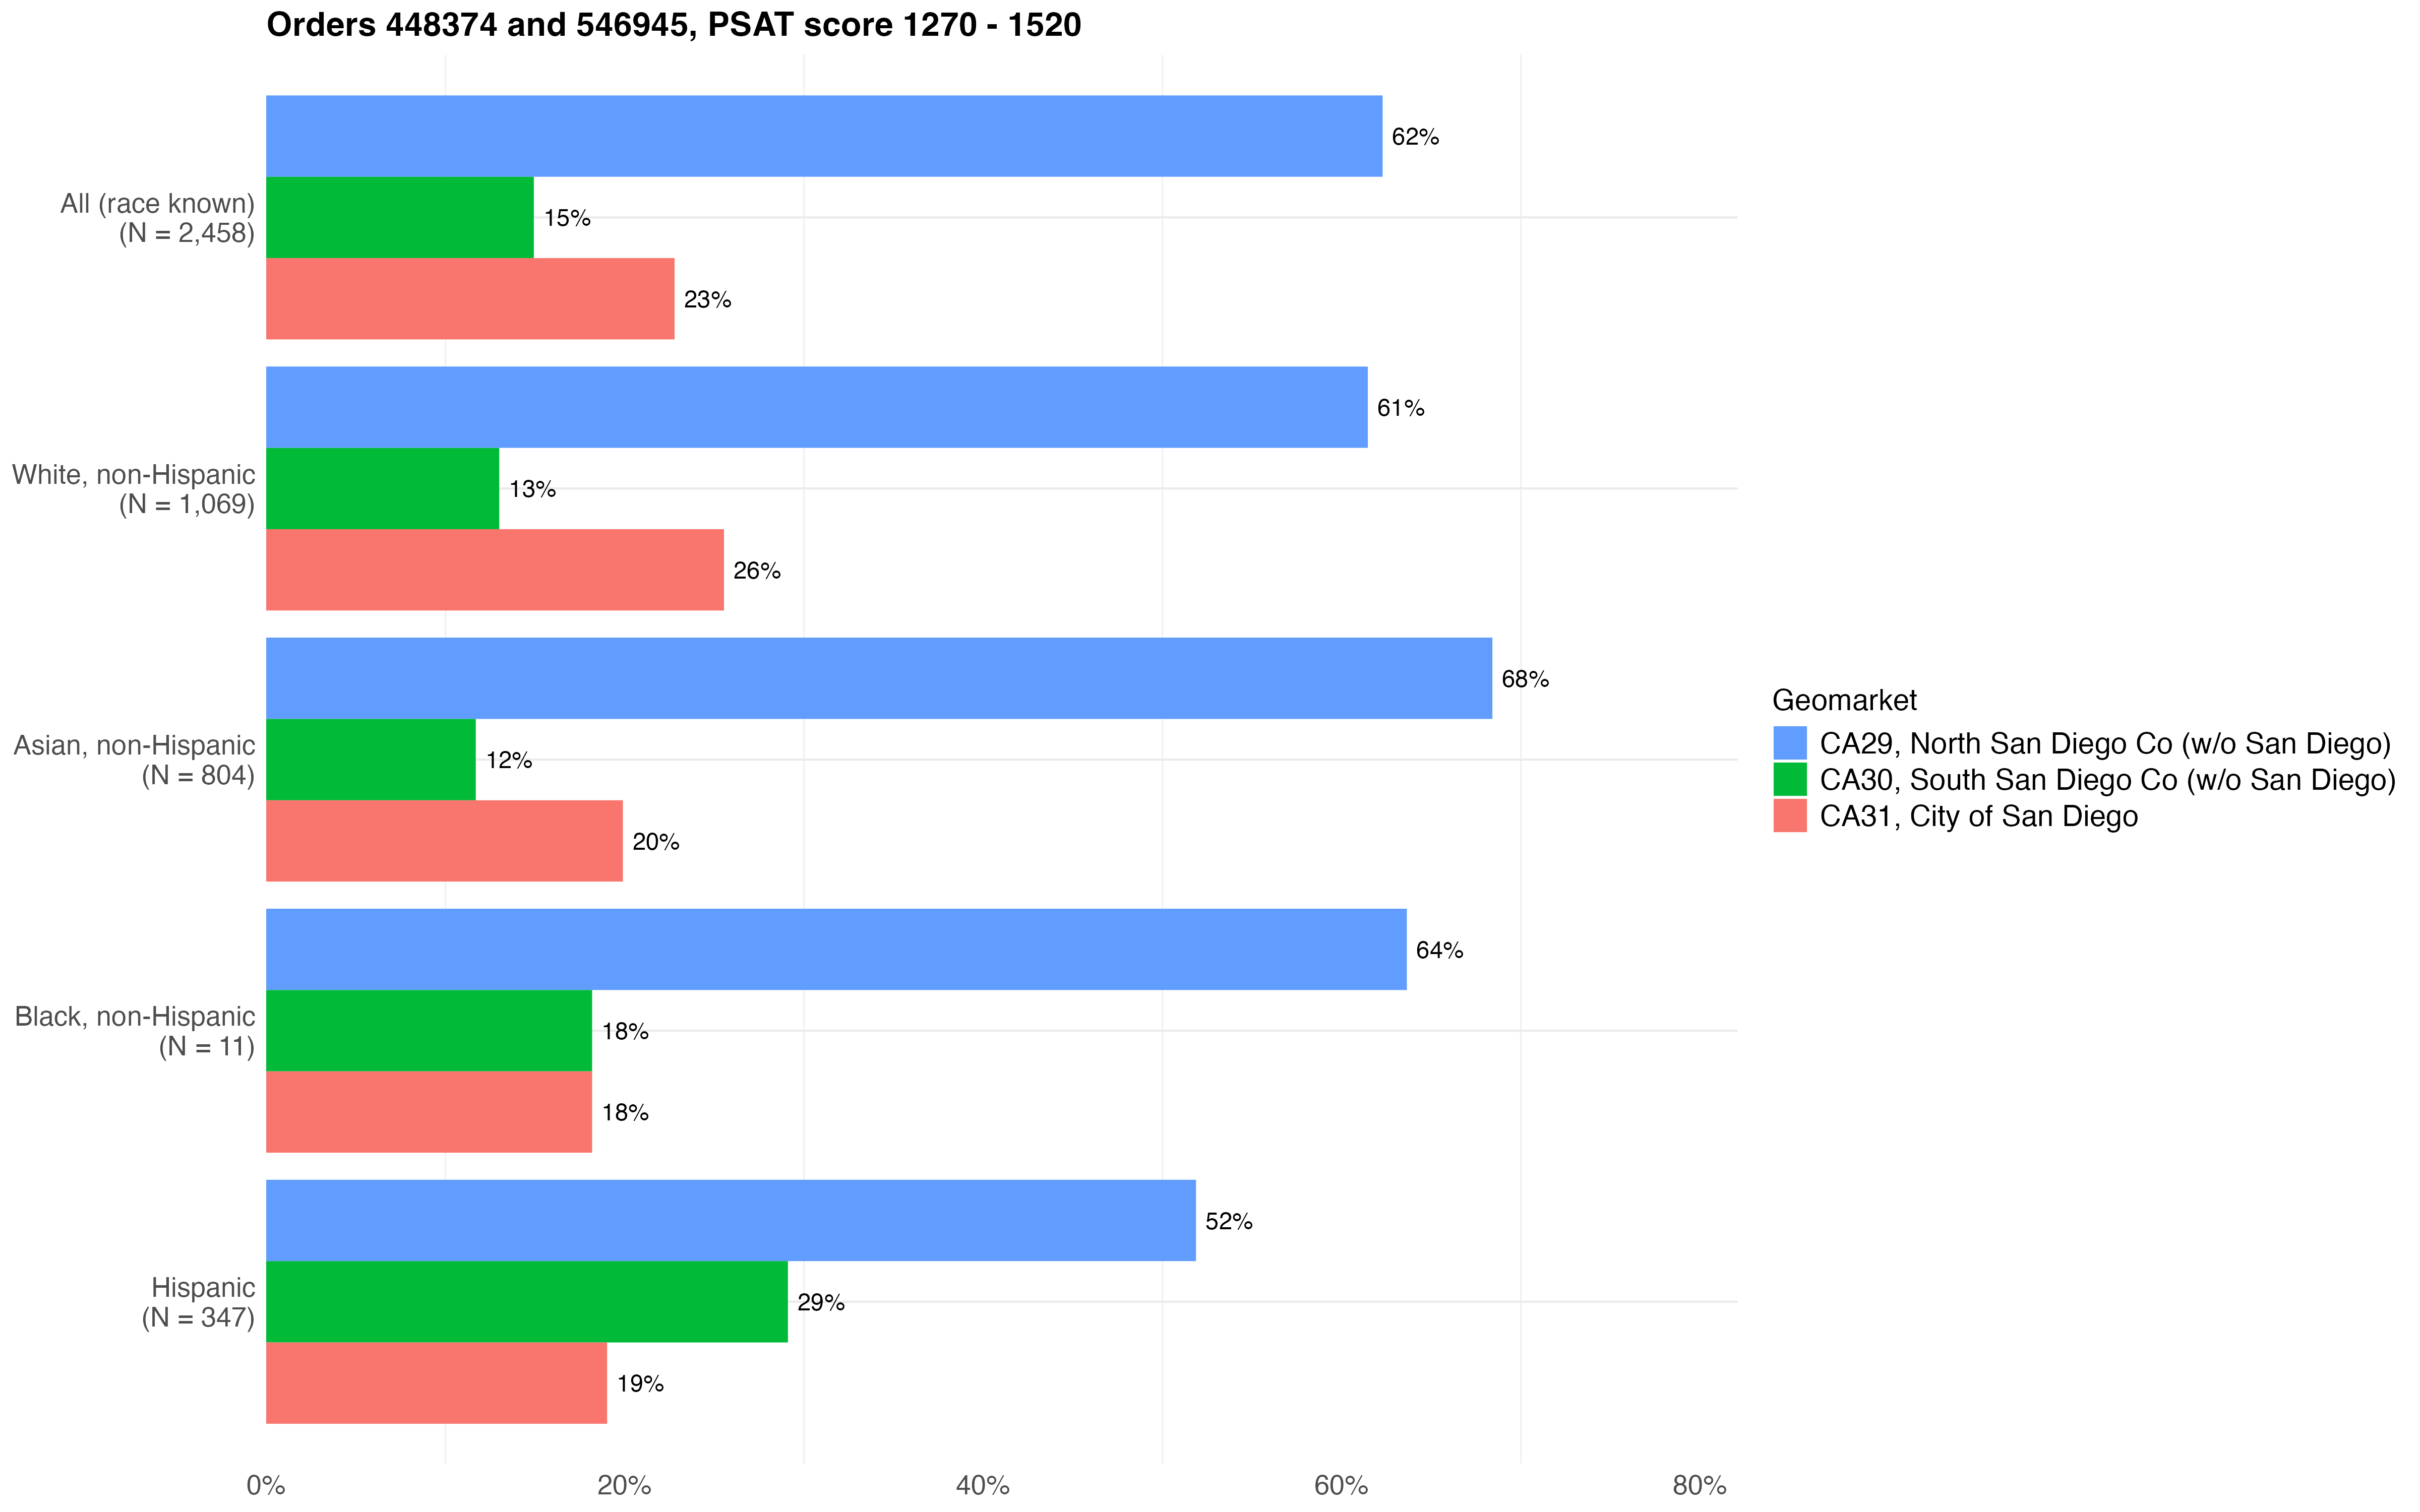 Orders 448374 and 546945, PSAT score 1270 - 1520
All (race known)
(N = 2,458)
62%
15%
23%
White, non-Hispanic
(N = 1,069)
61%
13%
26%
Asian, non-Hispanic
(N = 804)
68%
12%
20%
Black, non-Hispanic
(N = 11)
64%
18%
18%
Hispanic
(N = 347)
52%
29%
19%
0%
20%
40%
60%
80%
Geomarket
CA29, North San Diego Co (w/o San Diego)
CA30, South San Diego Co (w/o San Diego)
CA31, City of San Diego